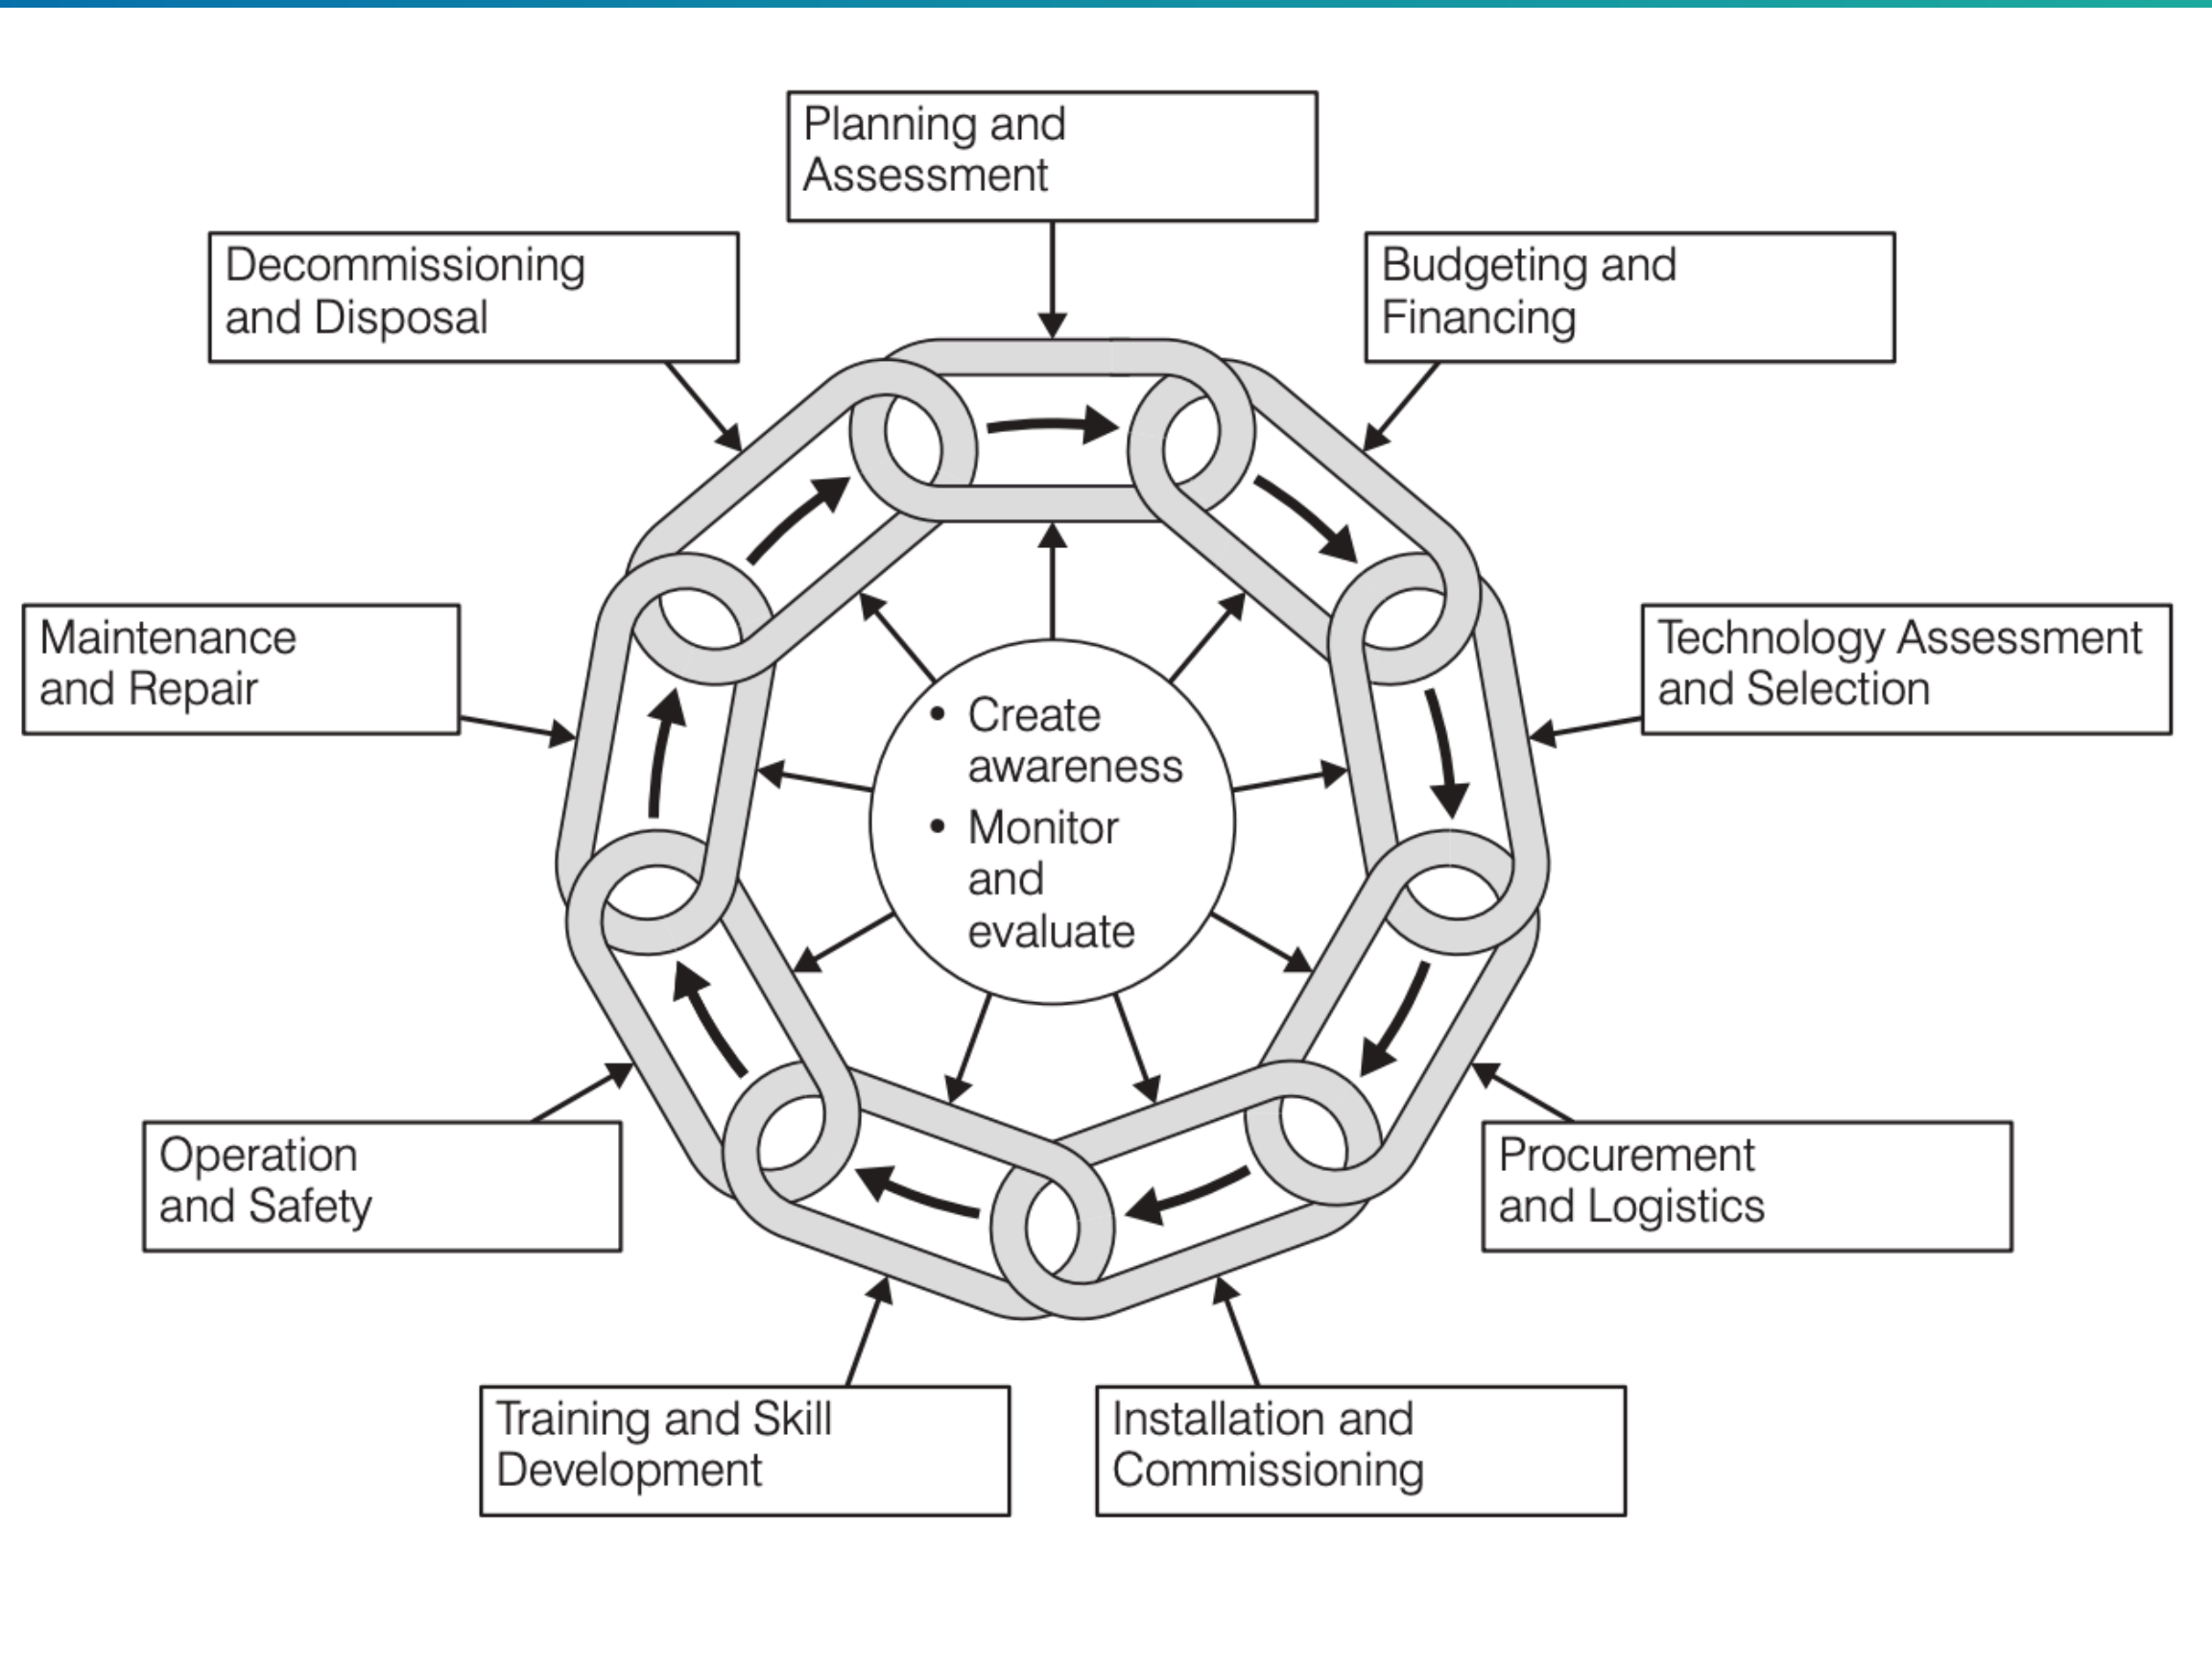 Planning and
Assessment
Decommissioning
and Disposal
Budgeting and
Financing
Maintenance
and Repair
Technology Assessment
and Selection
• Create
awareness
• Monitor
and
evaluate
Operation
and Safety
Procurement
and Logistics
Training and Skill
Development
Installation and
Commissioning